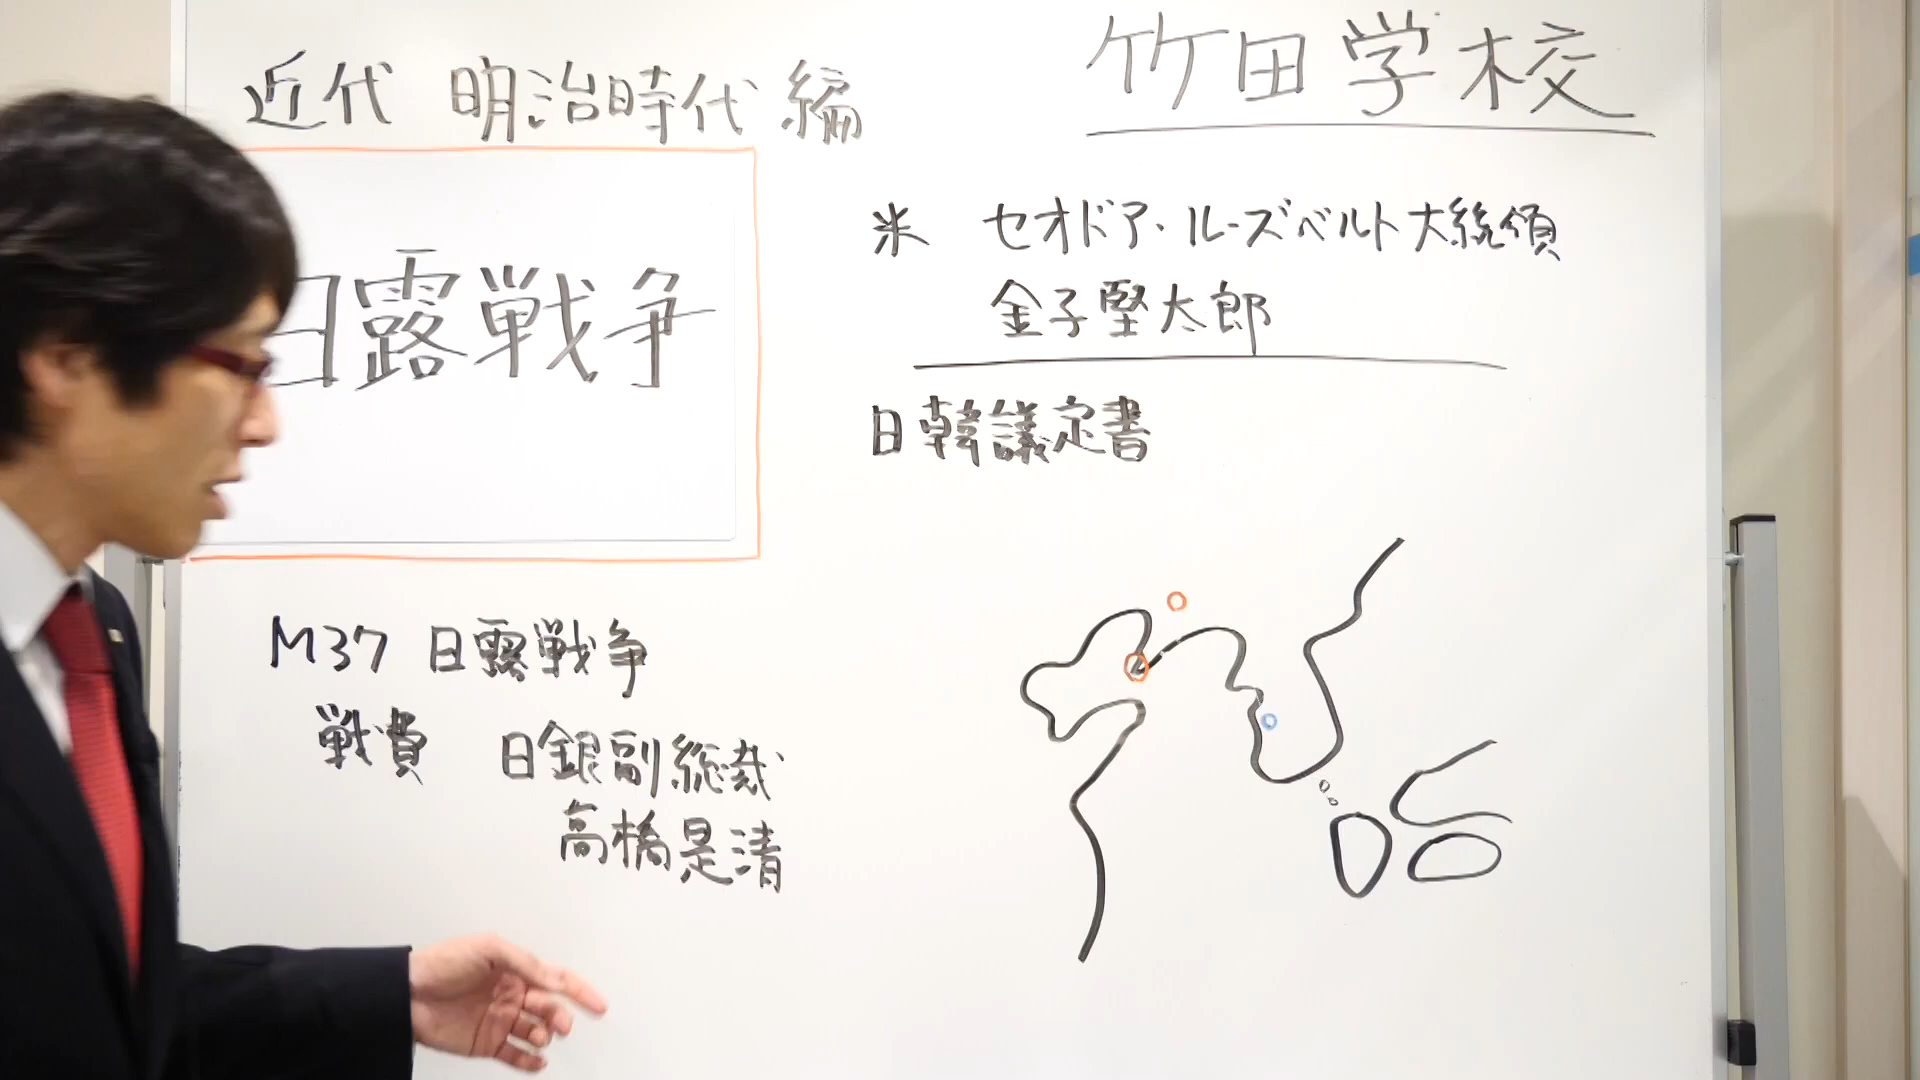 近代 明治時代編
竹田学校
日露戦争
米 セオドア・ルーズベルト大統領
金子堅太郎
日韓議定書
M37 日露戦争
戦費 日銀副総裁
高橋是清